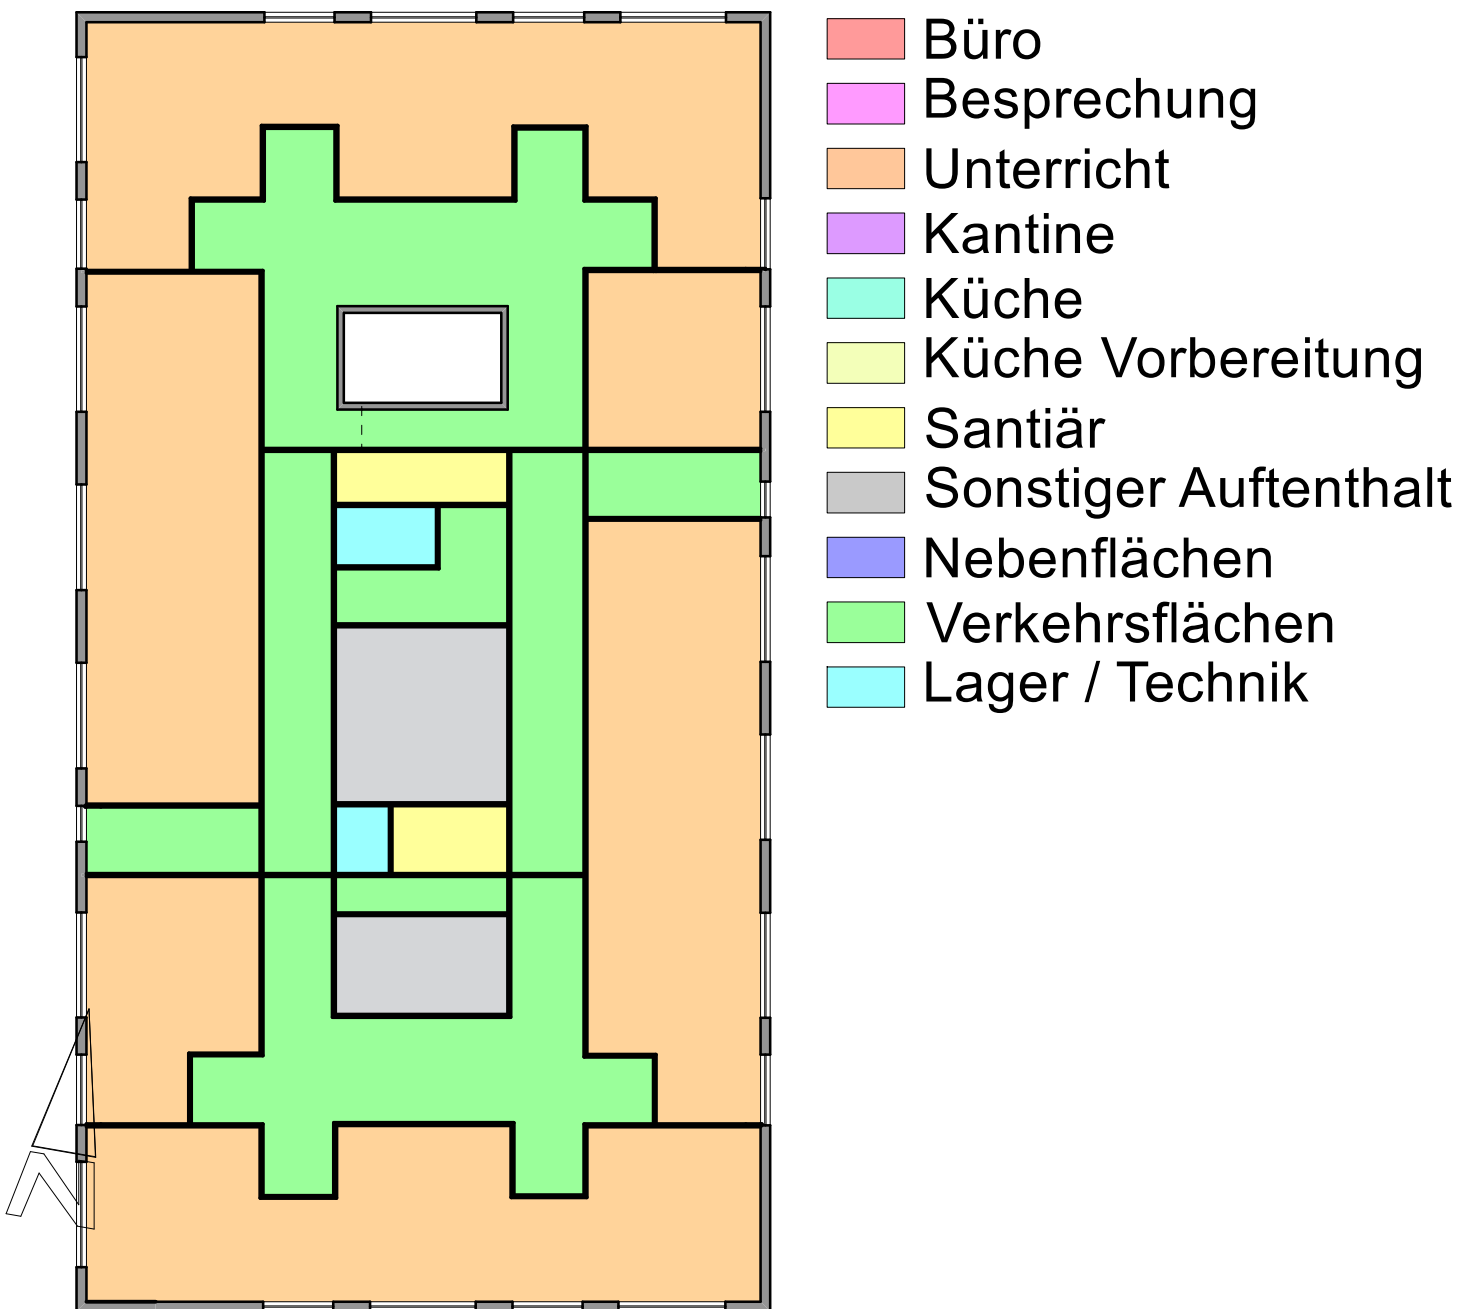 Büro
Besprechung
Unterricht
Kantine
Küche
Küche Vorbereitung
Santiär
Sonstiger Auftenthalt
Nebenflächen
Verkehrsflächen
Lager / Technik
N